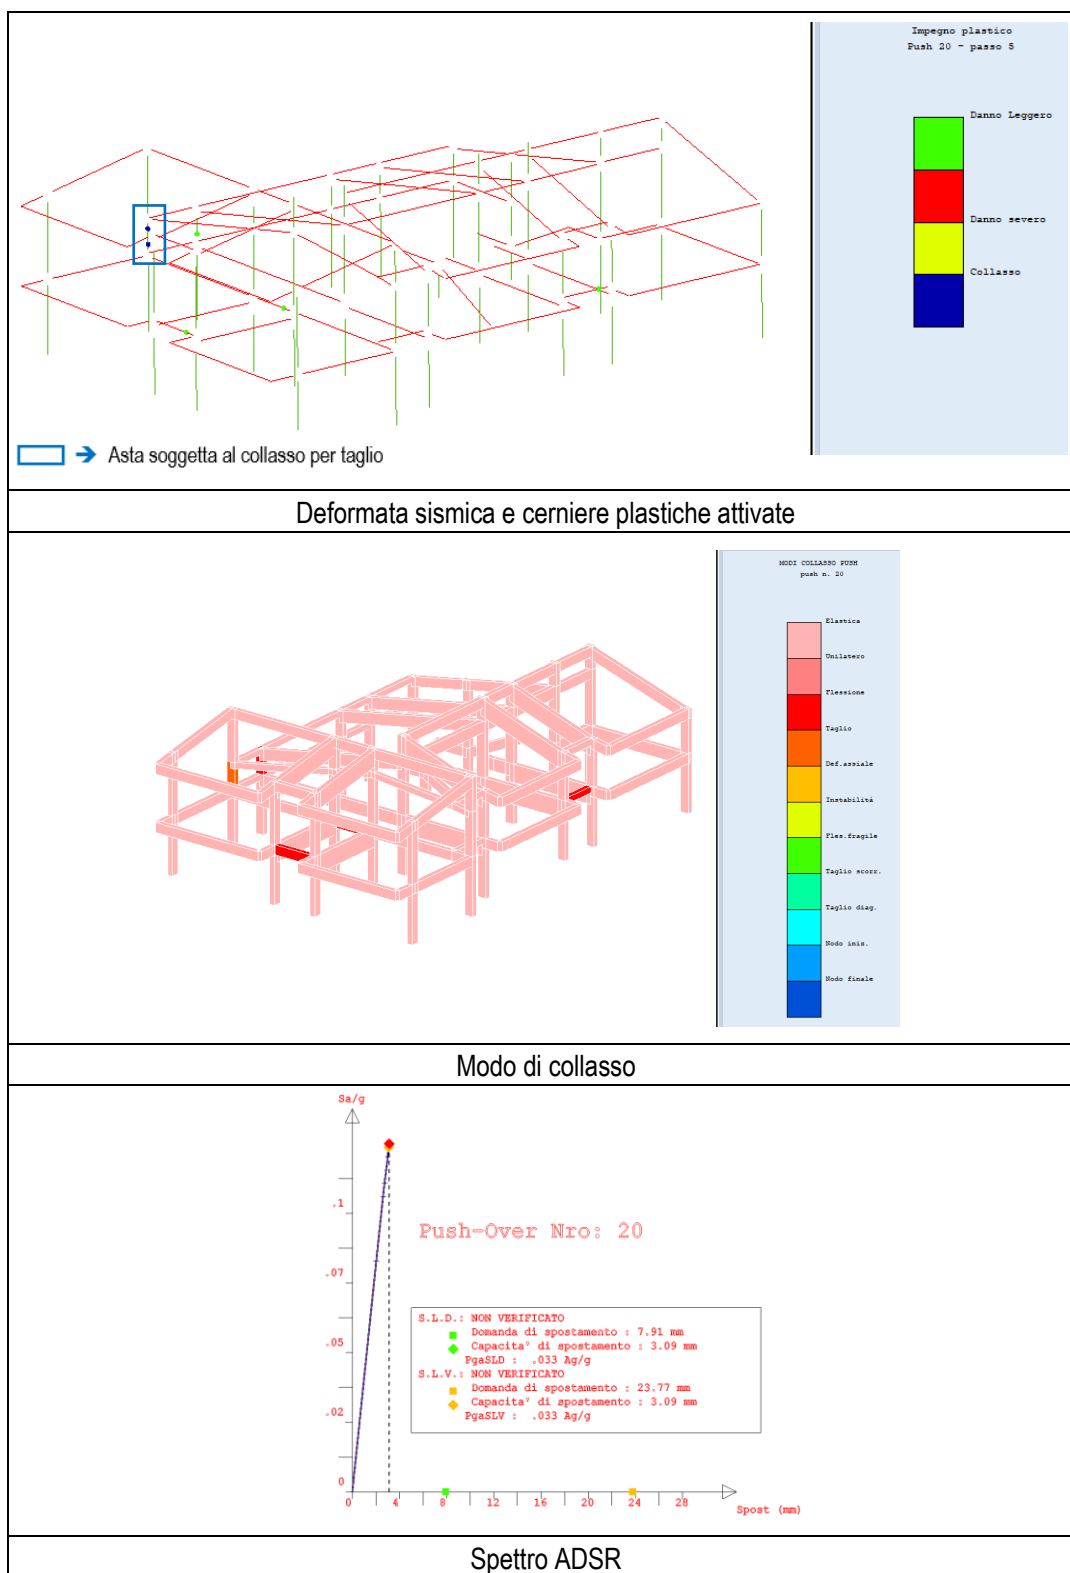 Impegno plastico
Push 20 - passo 5
Danno Leggero
Danno severo
Collasso
Asta soggetta al collasso per taglio
Deformata sismica e cerniere plastiche attivate
MODI COLLASSO PUSH
push n. 20
Elastica
Unilatero
Flessione
Taglio
Def.assiale
Instabilità
Fles.fragile
Taglio scorr.
Taglio diag.
Nodo iniz.
Nodo finale
Modo di collasso
Sa/g
.1
.07
.05
.02
0
Push-Over Nro: 20
S.L.D.: NON VERIFICATO
Domanda di spostamento : 7.91 mm
Capacita' di spostamento : 3.09 mm
PgaSLD : .033 Ag/g
S.L.V.: NON VERIFICATO
Domanda di spostamento : 23.77 mm
Capacita' di spostamento : 3.09 mm
PgaSLV : .033 Ag/g
0 4 8 12 16 20 24 28
Spost (mm)
Spettro ADSR